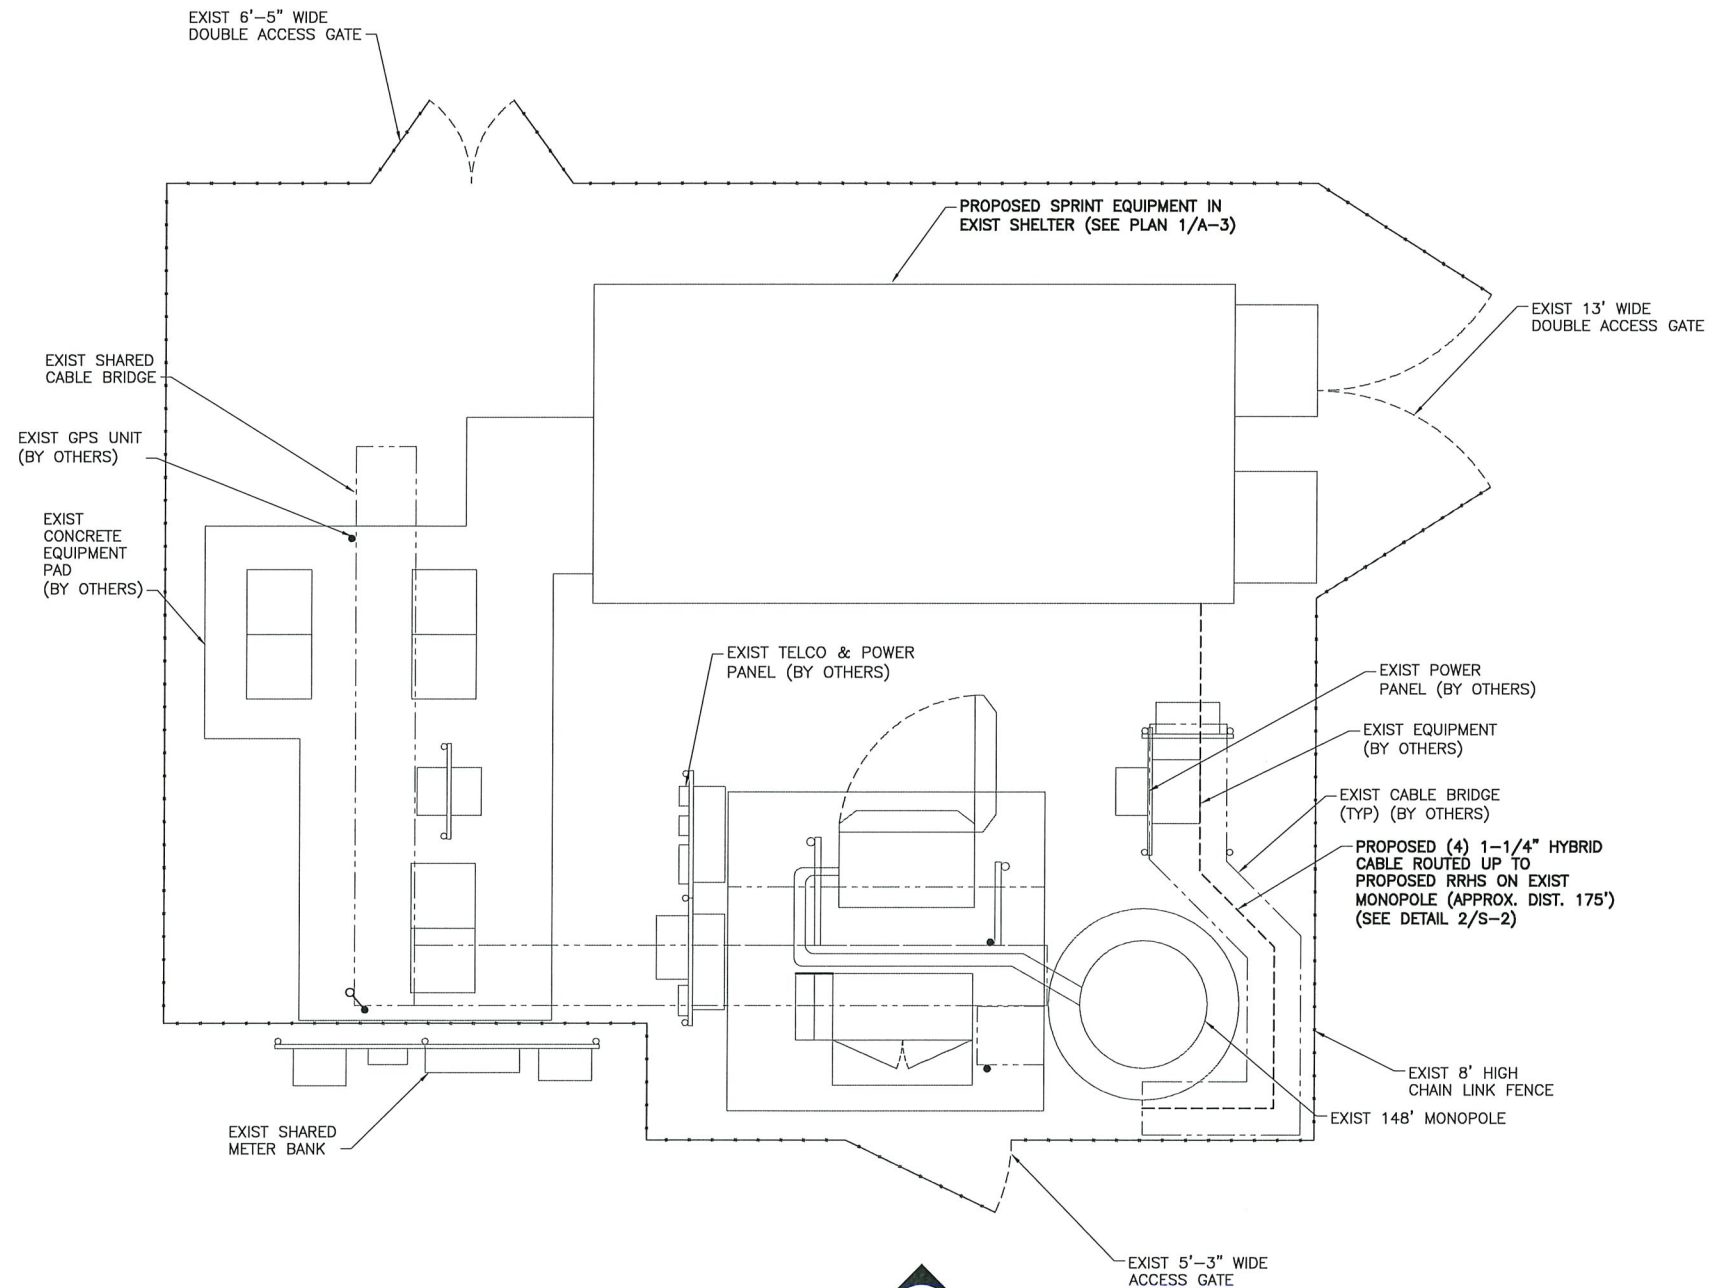 EXIST 6'-5" WIDE
DOUBLE ACCESS GATE
PROPOSED SPRINT EQUIPMENT IN
EXIST SHELTER (SEE PLAN 1/A-3)
EXIST 13' WIDE
DOUBLE ACCESS GATE
EXIST SHARED
CABLE BRIDGE
EXIST GPS UNIT
(BY OTHERS)
EXIST
CONCRETE
EQUIPMENT
PAD
(BY OTHERS)
EXIST TELCO & POWER
PANEL (BY OTHERS)
EXIST POWER
PANEL (BY OTHERS)
EXIST EQUIPMENT
(BY OTHERS)
EXIST CABLE BRIDGE
(TYP) (BY OTHERS)
PROPOSED (4) 1-1/4" HYBRID
CABLE ROUTED UP TO
PROPOSED RRHS ON EXIST
MONOPOLE (APPROX. DIST. 175')
(SEE DETAIL 2/S-2)
EXIST 8' HIGH
CHAIN LINK FENCE
EXIST 148' MONOPOLE
EXIST SHARED
METER BANK
EXIST 5'-3" WIDE
ACCESS GATE